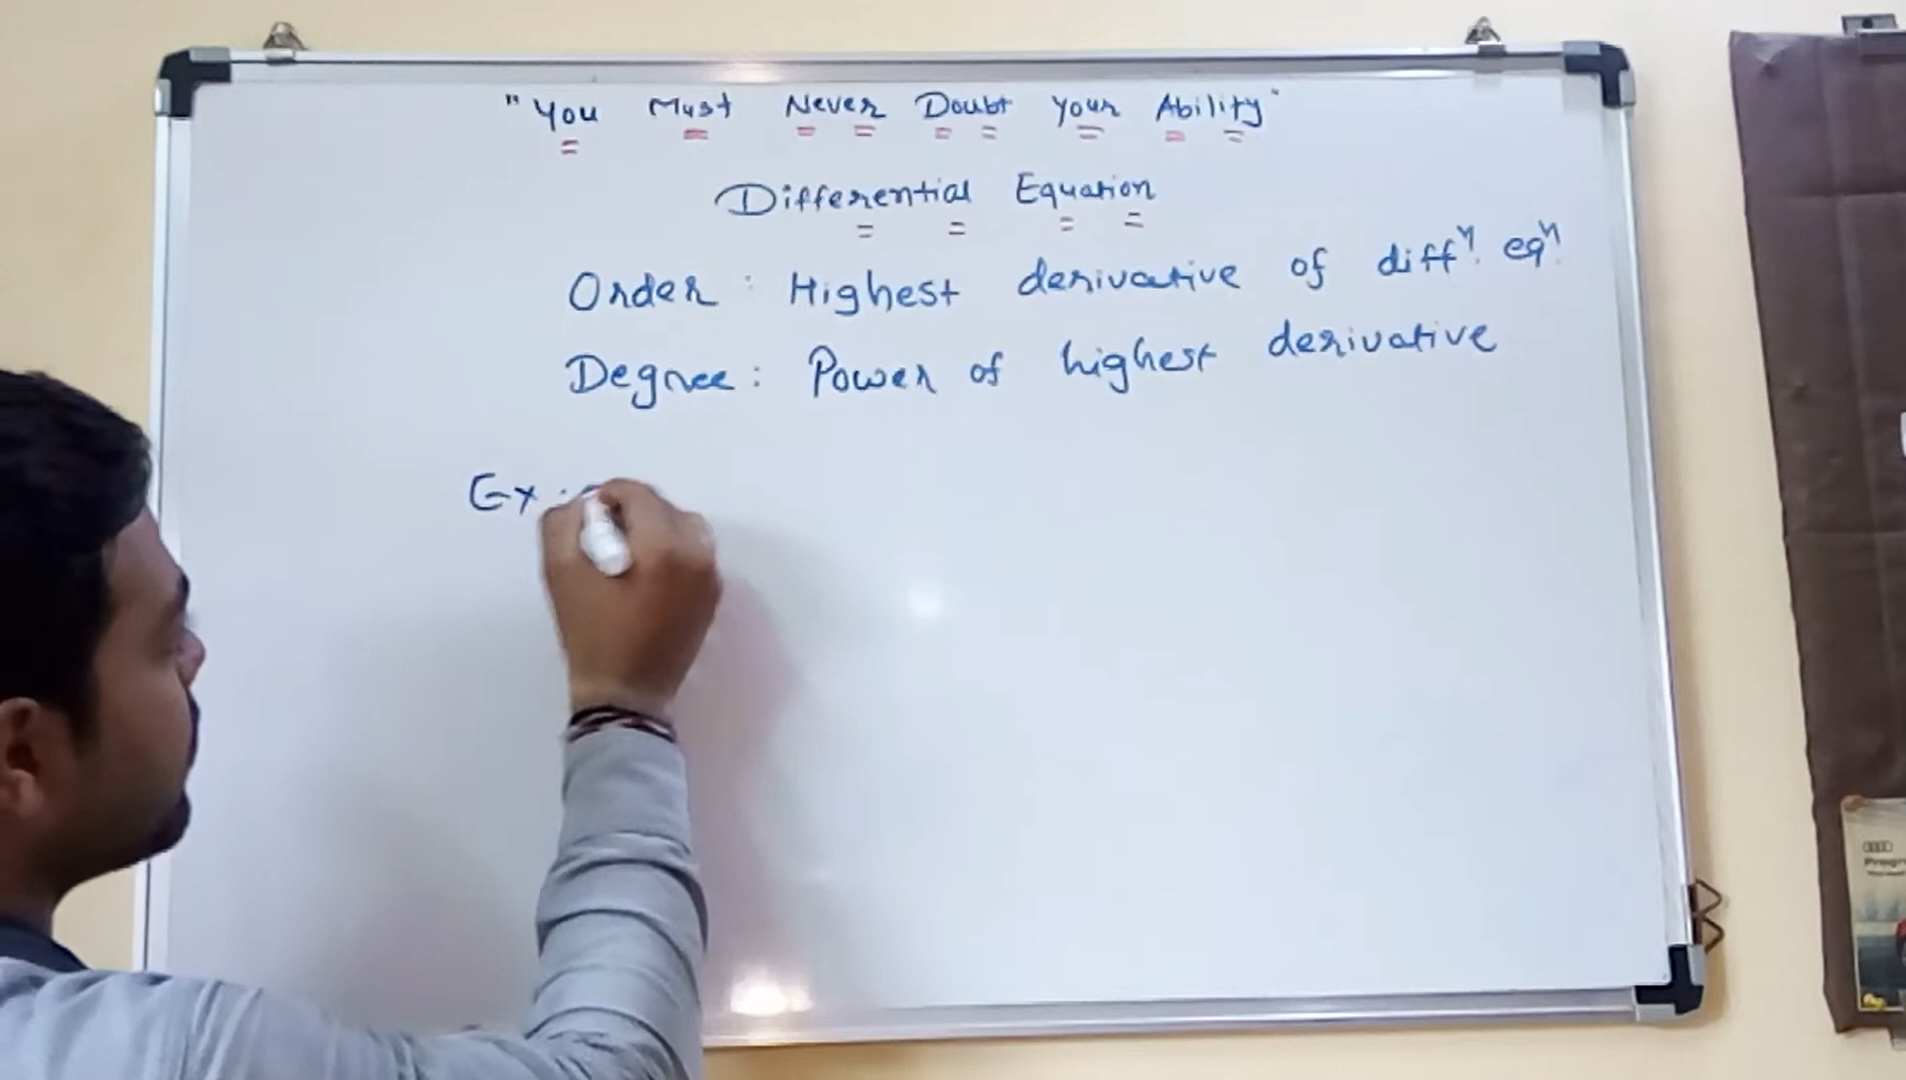 "You Must Never Doubt Your Ability"
Differential Equation
Order : Highest derivative of diffⁿ. eqⁿ.
Degree : Power of highest derivative
Ex :